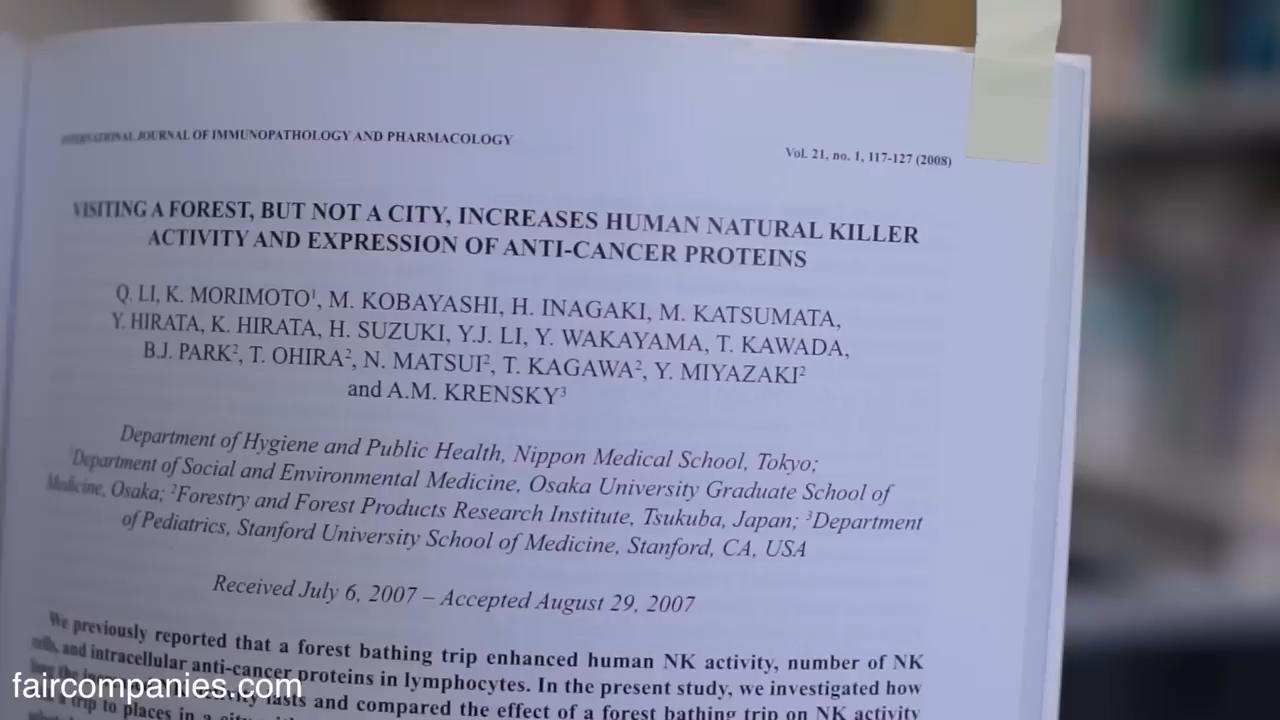 INTERNATIONAL JOURNAL OF IMMUNOPATHOLOGY AND PHARMACOLOGY
Vol. 21, no. 1, 117-127 (2008)
VISITING A FOREST, BUT NOT A CITY, INCREASES HUMAN NATURAL KILLER
ACTIVITY AND EXPRESSION OF ANTI-CANCER PROTEINS
Q. LI, K. MORIMOTO¹, M. KOBAYASHI, H. INAGAKI, M. KATSUMATA,
Y. HIRATA, K. HIRATA, H. SUZUKI, Y.J. LI, Y. WAKAYAMA, T. KAWADA,
B.J. PARK², T. OHIRA², N. MATSUI², T. KAGAWA², Y. MIYAZAKI²
and A.M. KRENSKY³
Department of Hygiene and Public Health, Nippon Medical School, Tokyo;
¹Department of Social and Environmental Medicine, Osaka University Graduate School of
Medicine, Osaka; ²Forestry and Forest Products Research Institute, Tsukuba, Japan; ³Department
of Pediatrics, Stanford University School of Medicine, Stanford, CA, USA
Received July 6, 2007 – Accepted August 29, 2007
We previously reported that a forest bathing trip enhanced human NK activity, number of NK
cells, and intracellular anti-cancer proteins in lymphocytes. In the present study, we investigated how
lasts and compared the effect of a forest bathing trip on NK activity
trip to places in a city
faircompanies.com